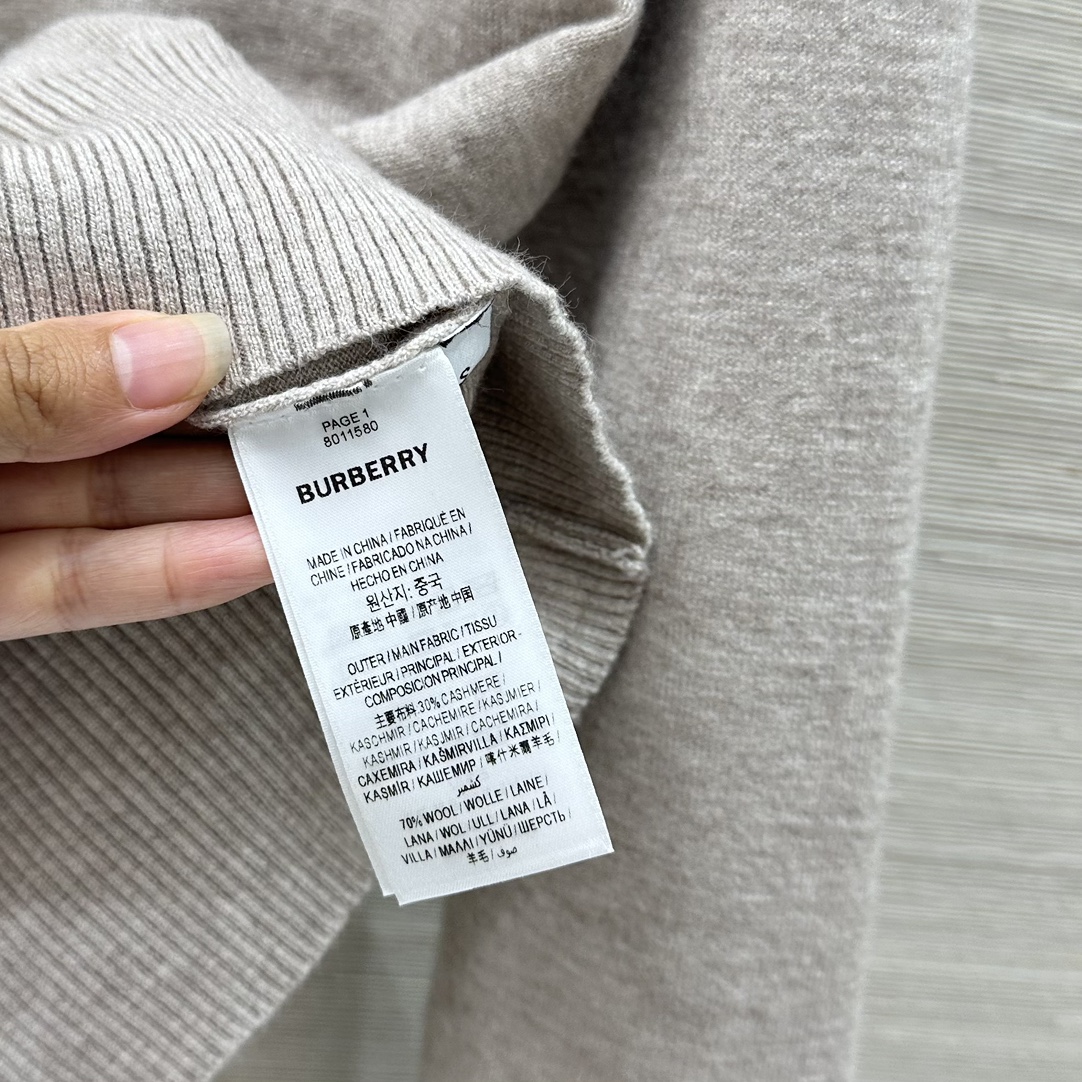 S
PAGE 1
8011580
BURBERRY
MADE IN CHINA / FABRIQUÉ EN
CHINE / FABRICADO NA CHINA /
HECHO EN CHINA
원산지: 중국
原產地 中國 / 原产地 中国
OUTER / MAIN FABRIC / TISSU
EXTÉRIEUR / PRINCIPAL / EXTERIOR -
COMPOSICION PRINCIPAL /
主要布料 30% CASHMERE /
KASCHMIR / CACHEMIRE / KASJMIER /
KASHMIR / KASJMIR / CACHEMIRA /
CAXEMIRA / KAŠMIRVILLA / ΚΑΣΜΙΡΙ /
KAŞMİR / КАШЕМИР / 喀什米爾羊毛 /
كشمير
70% WOOL / WOLLE / LAINE /
LANA / WOL / ULL / LANA / LÃ /
VILLA / ΜΑΛΛΙ / YÜNÜ / ШЕРСТЬ /
羊毛 / صوف